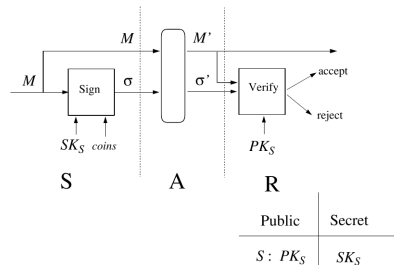 M M M'
M Sign σ σ' Verify accept
reject
SK_S coins PK_S
S A R
Public Secret
S : PK_S SK_S